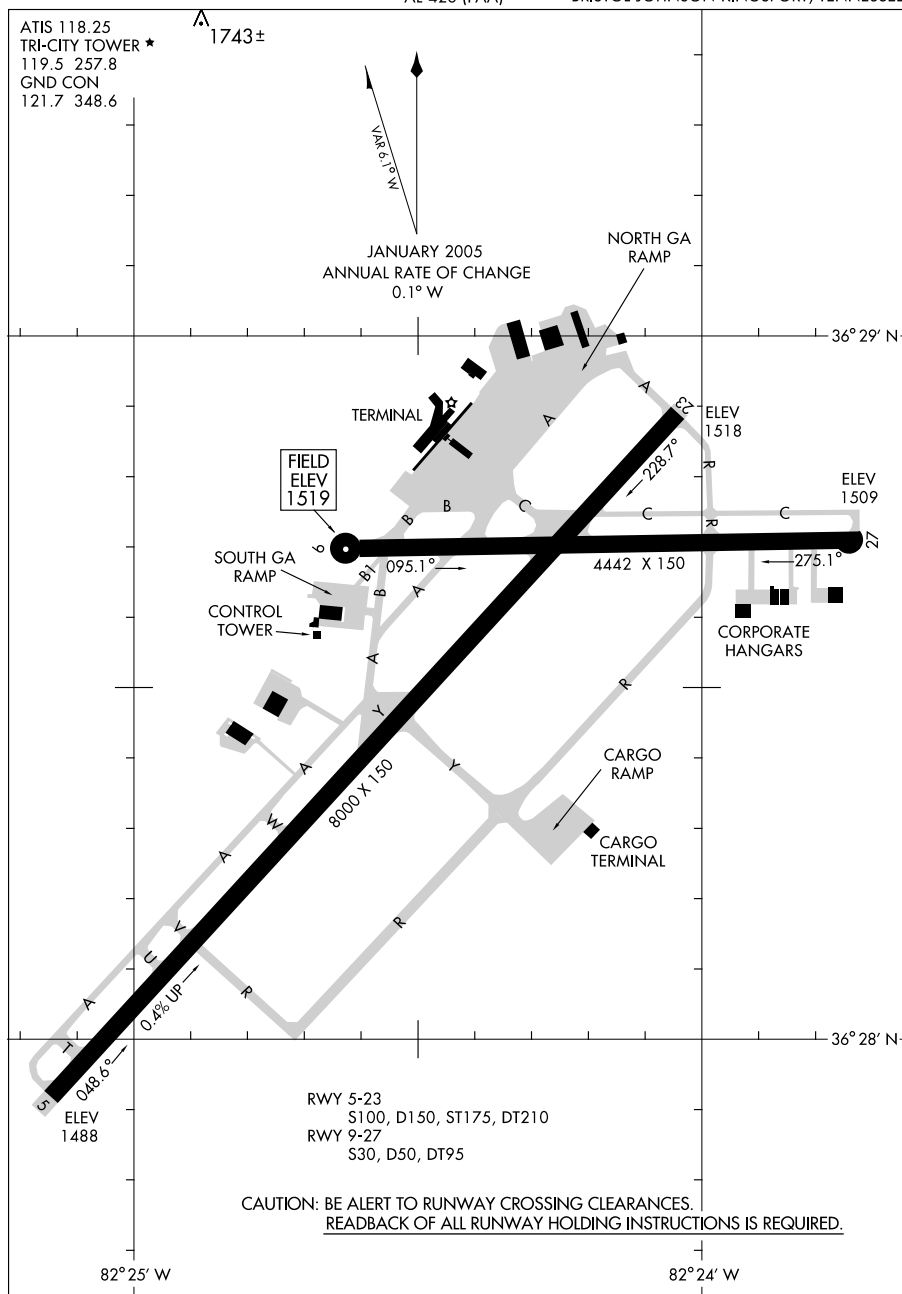 ATIS 118.25
TRI-CITY TOWER
119.5 257.8
GND CON
121.7 348.6
1743±
VAR 6.1° W
JANUARY 2005
ANNUAL RATE OF CHANGE
0.1° W
NORTH GA
RAMP
36°29' N
TERMINAL
A
A
23
ELEV
1518
228.7°
R
FIELD
ELEV
1519
ELEV
1509
B
B
C
C
C
R
9
095.1°
4442 X 150
275.1°
27
SOUTH GA
RAMP
B1
B
A
CONTROL
TOWER
CORPORATE
HANGARS
A
R
Y
Y
A
8000 X 150
CARGO
RAMP
W
A
CARGO
TERMINAL
R
V
U
R
A
0.4% UP
T
048.6°
36°28' N
5
ELEV
1488
RWY 5-23
S100, D150, ST175, DT210
RWY 9-27
S30, D50, DT95
CAUTION: BE ALERT TO RUNWAY CROSSING CLEARANCES.
READBACK OF ALL RUNWAY HOLDING INSTRUCTIONS IS REQUIRED.
82°25' W
82°24' W